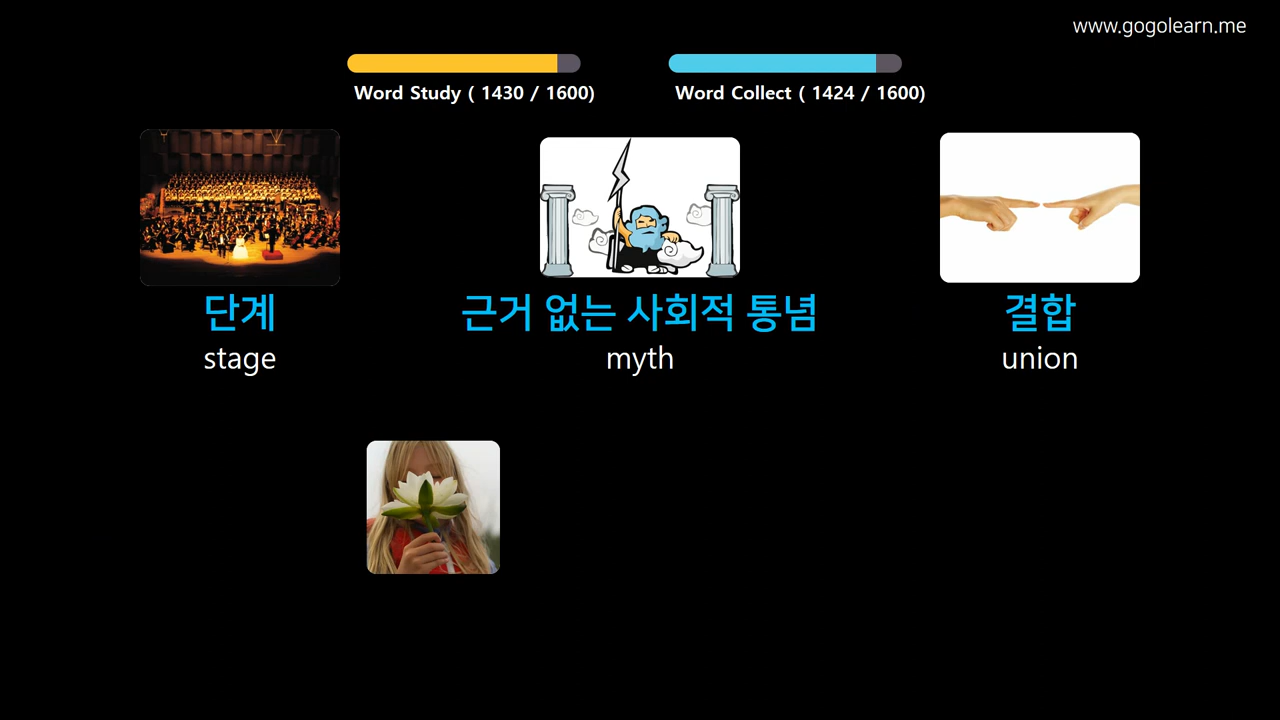 www.gogolearn.me
Word Study ( 1430 / 1600)
Word Collect ( 1424 / 1600)
단계
근거 없는 사회적 통념
결합
stage
myth
union